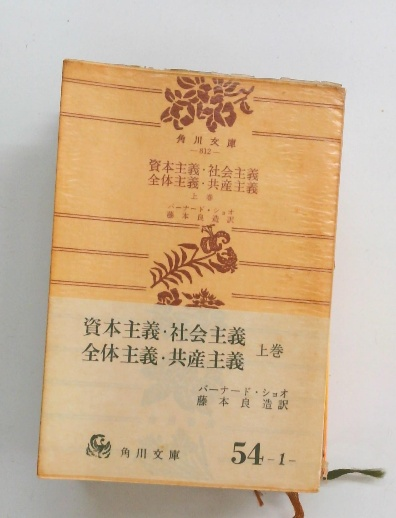 角川文庫
—812—
資本主義・社会主義
全体主義・共産主義
上巻
バーナード・ショオ
藤本良造訳
資本主義・社会主義
全体主義・共産主義
上巻
バーナード・ショオ
藤本良造訳
角川文庫
54-1-